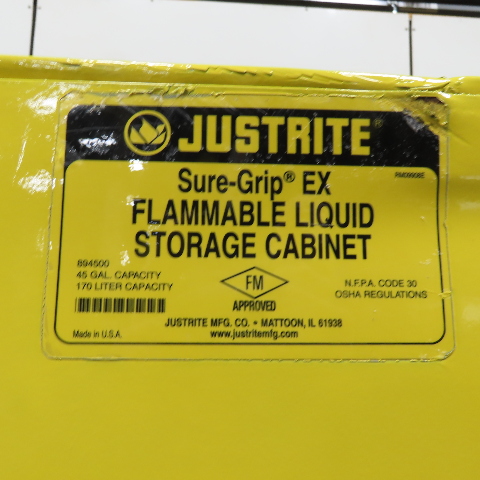 JUSTRITE®
Sure-Grip® EX
FLAMMABLE LIQUID
STORAGE CABINET
894500
45 GAL. CAPACITY
170 LITER CAPACITY
FM
APPROVED
N.F.P.A. CODE 30
OSHA REGULATIONS
JUSTRITE MFG. CO. • MATTOON, IL 61938
Made in U.S.A.
www.justritemfg.com